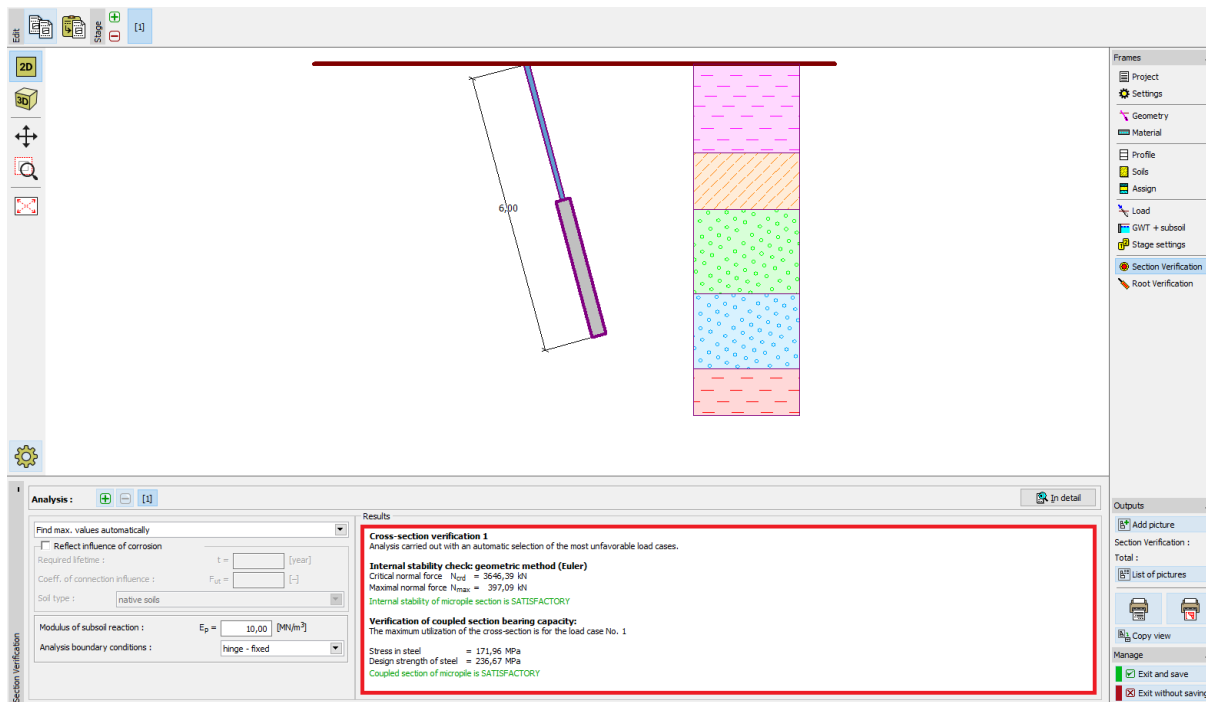 Edit
Stage
[1]
2D
3D
6,00
Frames
Project
Settings
Geometry
Material
Profile
Soils
Assign
Load
GWT + subsoil
Stage settings
Section Verification
Root Verification
Section Verification
Analysis :
[1]
In detail
Find max. values automatically
Reflect influence of corrosion
Required lifetime : t = [year]
Coeff. of connection influence : Fut = [–]
Soil type : native soils
Modulus of subsoil reaction : Ep = 10,00 [MN/m³]
Analysis boundary conditions : hinge - fixed
Results
Cross-section verification 1
Analysis carried out with an automatic selection of the most unfavorable load cases.
Internal stability check: geometric method (Euler)
Critical normal force Ncrd = 3646,39 kN
Maximal normal force Nmax = 397,09 kN
Internal stability of micropile section is SATISFACTORY
Verification of coupled section bearing capacity:
The maximum utilization of the cross-section is for the load case No. 1
Stress in steel = 171,96 MPa
Design strength of steel = 236,67 MPa
Coupled section of micropile is SATISFACTORY
Outputs
Add picture
Section Verification :
Total :
List of pictures
Copy view
Manage
Exit and save
Exit without saving